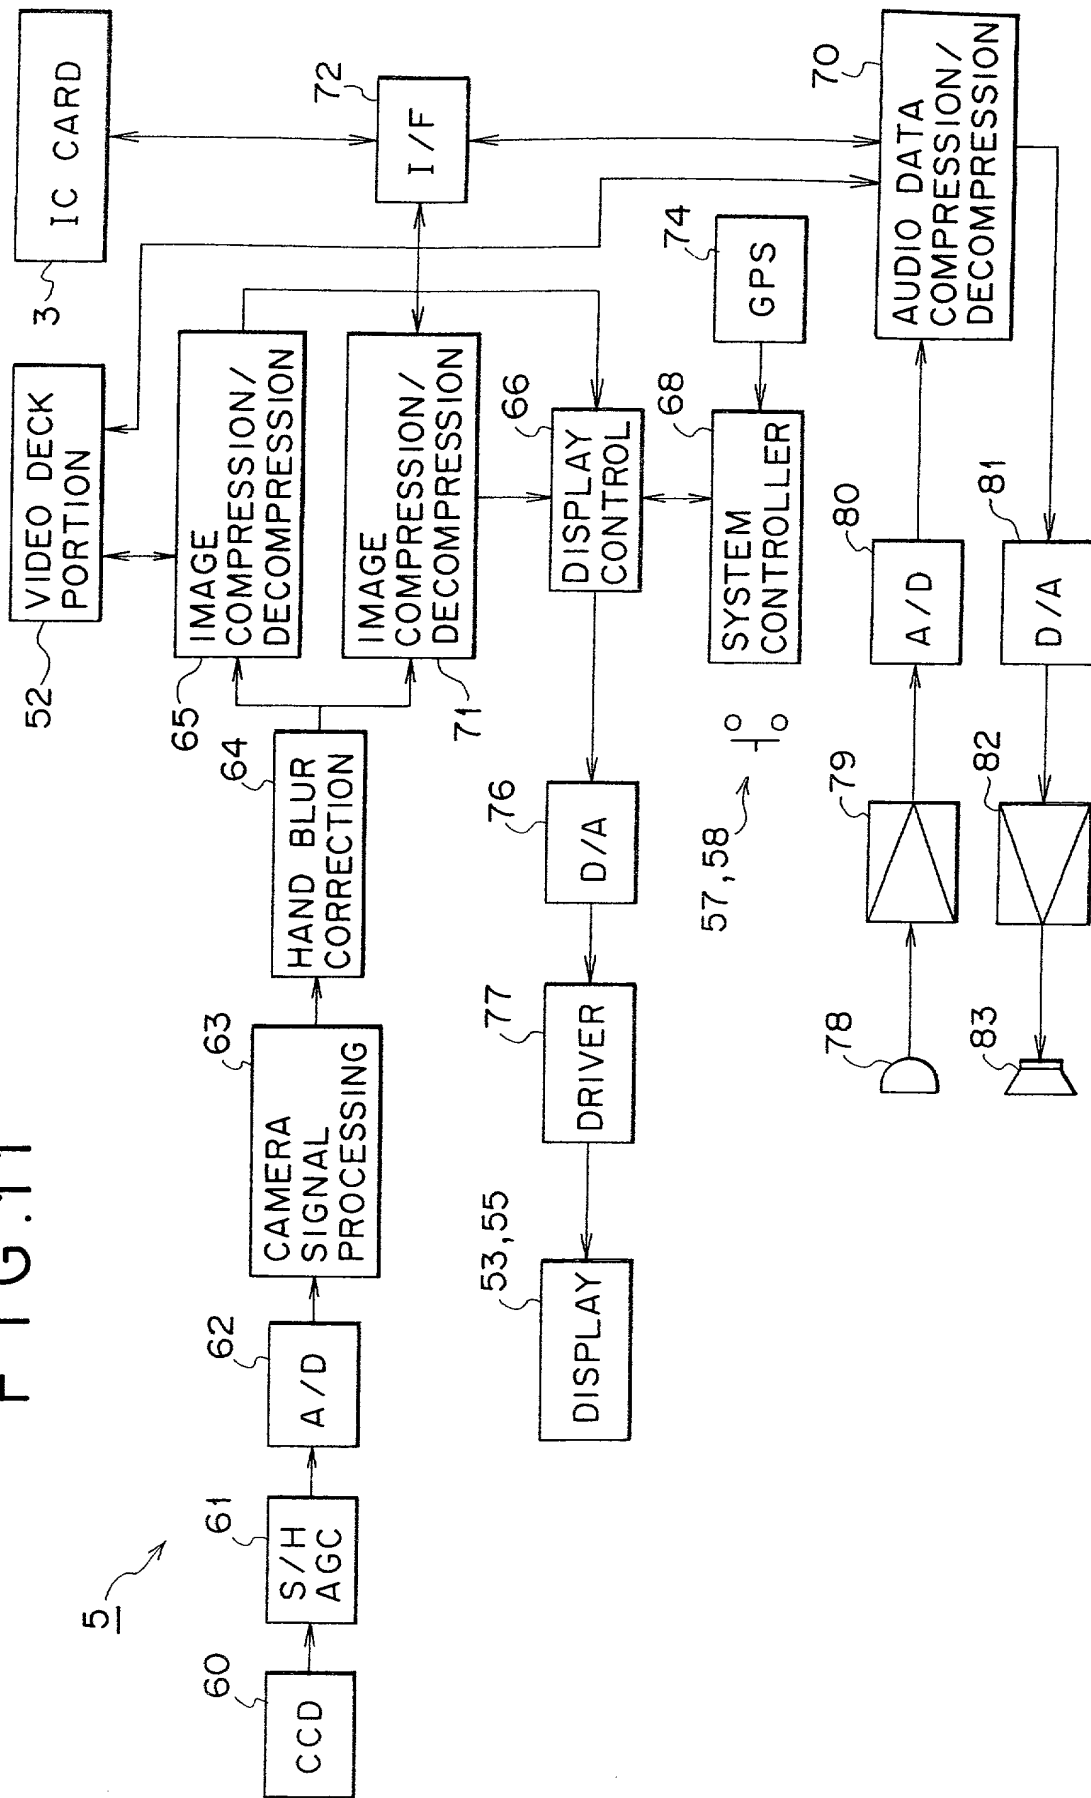 FIG.11
5
60
CCD
61
S/H
AGC
62
A/D
63
CAMERA
SIGNAL
PROCESSING
64
HAND BLUR
CORRECTION
65
IMAGE
COMPRESSION/
DECOMPRESSION
71
IMAGE
COMPRESSION/
DECOMPRESSION
52
VIDEO DECK
PORTION
3
IC CARD
72
I/F
53,55
DISPLAY
77
DRIVER
76
D/A
66
DISPLAY
CONTROL
57,58
68
SYSTEM
CONTROLLER
74
GPS
78
79
80
A/D
70
AUDIO DATA
COMPRESSION/
DECOMPRESSION
83
82
81
D/A